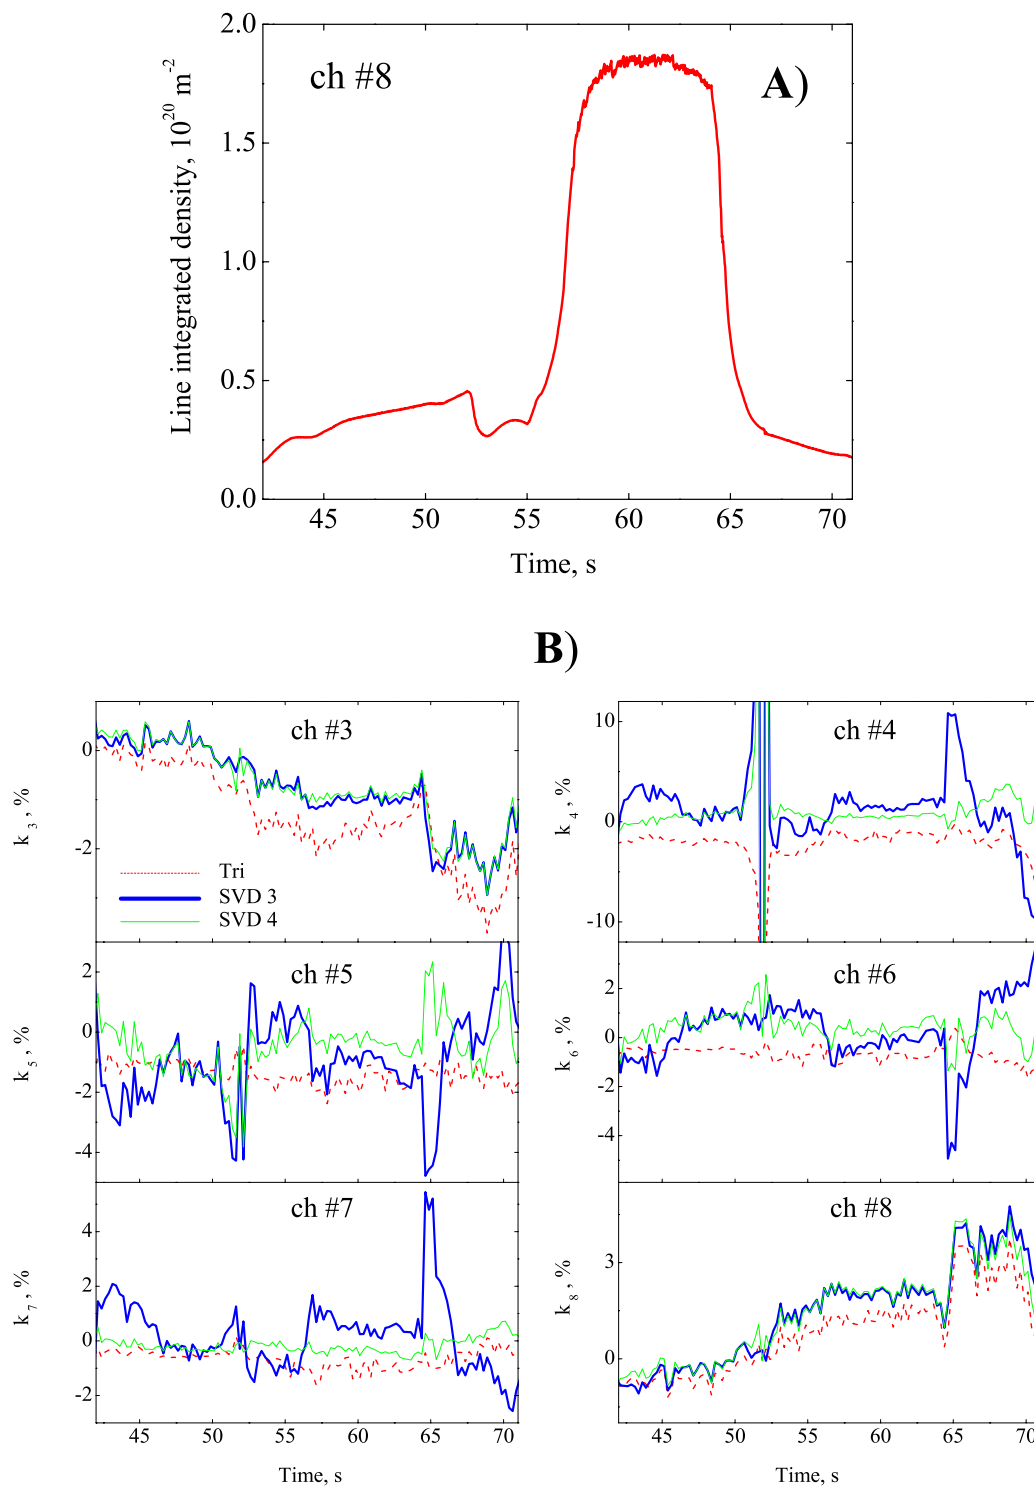 A)
ch #8
Line integrated density, 10^20 m^-2
2.0
1.5
1.0
0.5
0.0
45 50 55 60 65 70
Time, s
B)
ch #3
k_3, %
0
-2
Tri
SVD 3
SVD 4
ch #4
k_4, %
10
0
-10
ch #5
k_5, %
2
0
-2
-4
ch #6
k_6, %
2
0
-4
ch #7
k_7, %
4
2
0
-2
45 50 55 60 65 70
Time, s
ch #8
k_8, %
3
0
45 50 55 60 65 70
Time, s